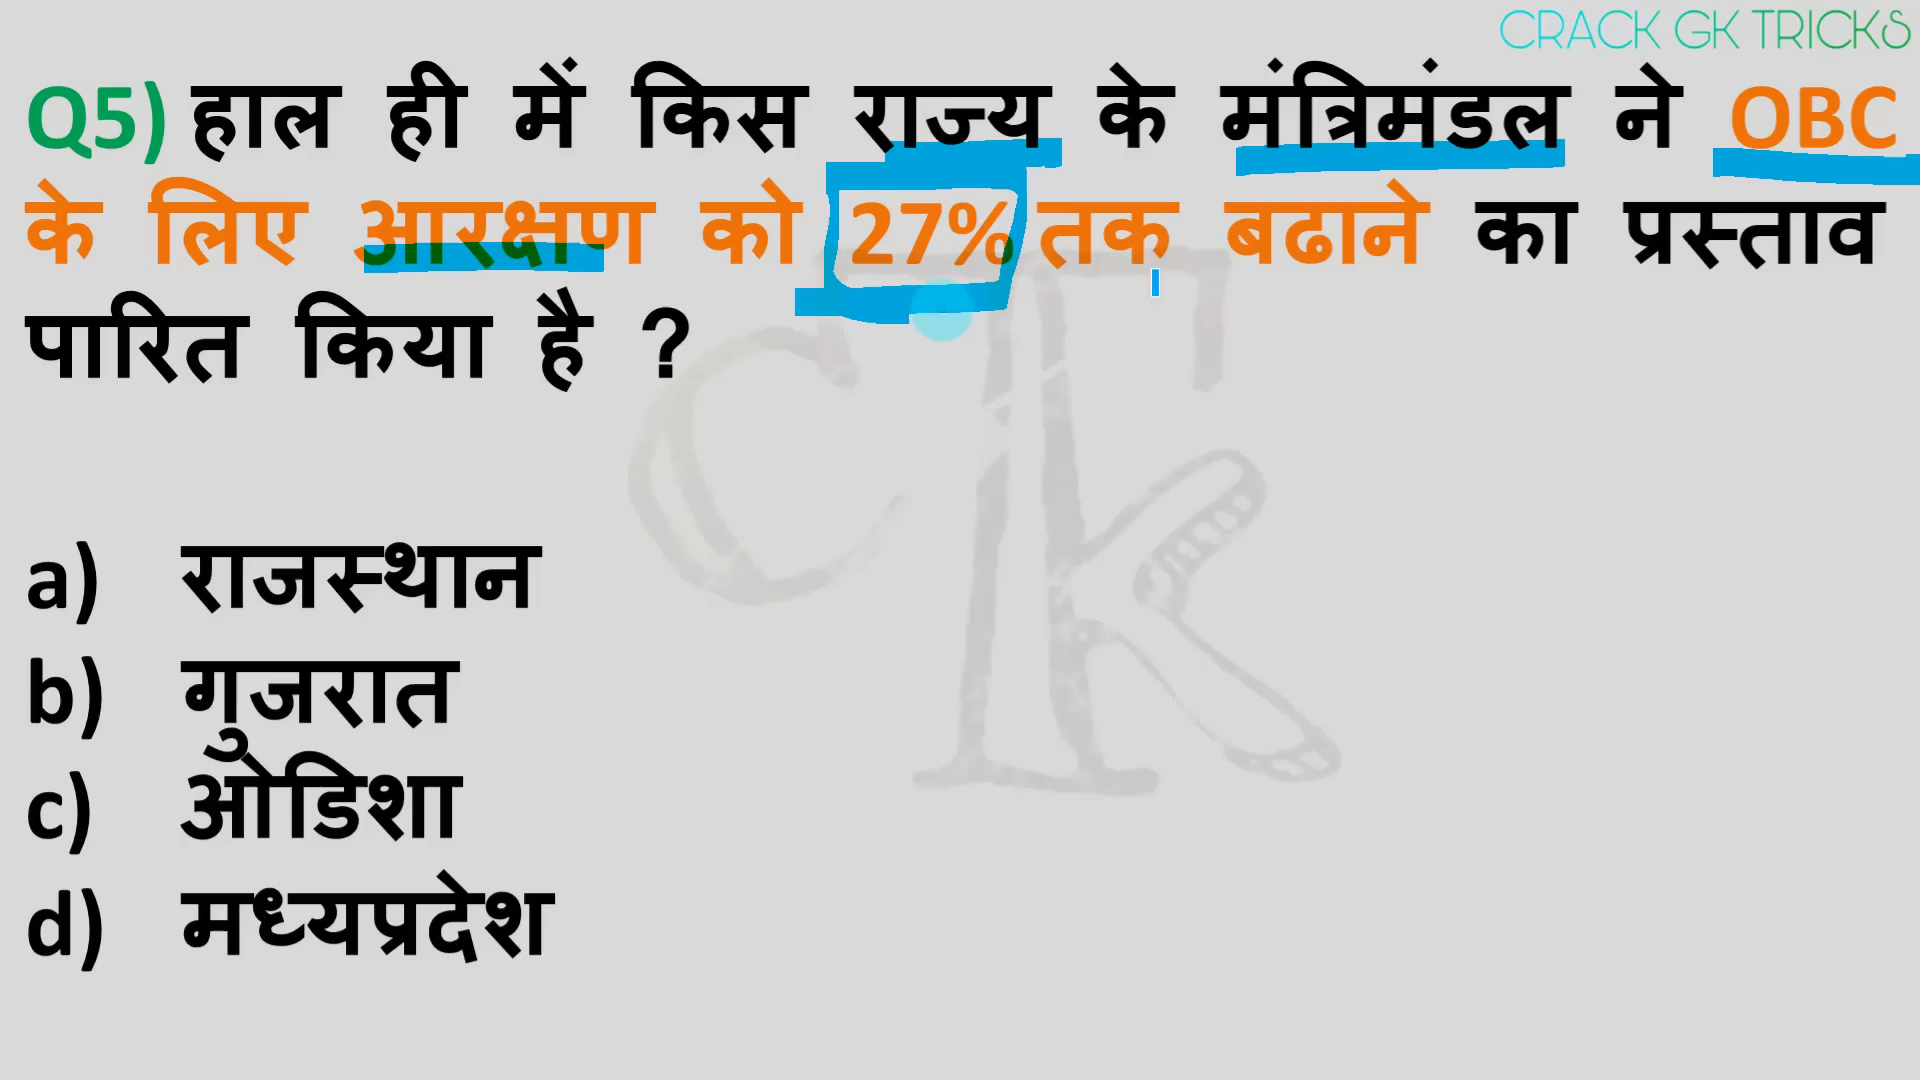 CRACK GK TRICKS
Q5) हाल ही में किस राज्य के मंत्रिमंडल ने OBC
के लिए आरक्षण को 27% तक बढाने का प्रस्ताव
पारित किया है ?
a) राजस्थान
b) गुजरात
c) ओडिशा
d) मध्यप्रदेश